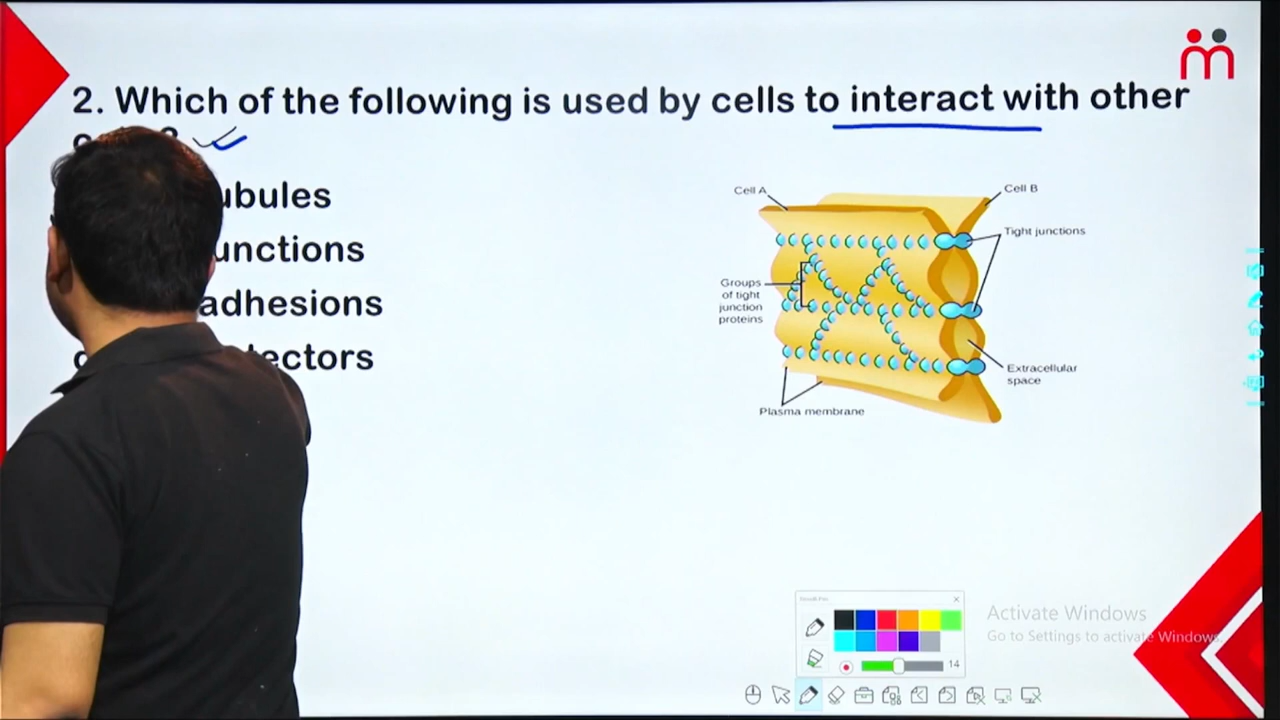 2. Which of the following is used by cells to interact with other
ubules
unctions
adhesions
ectors
Cell A
Cell B
Tight junctions
Groups
of tight
junction
proteins
Extracellular
space
Plasma membrane
14
Activate Windows
Go to Settings to activate Windows.